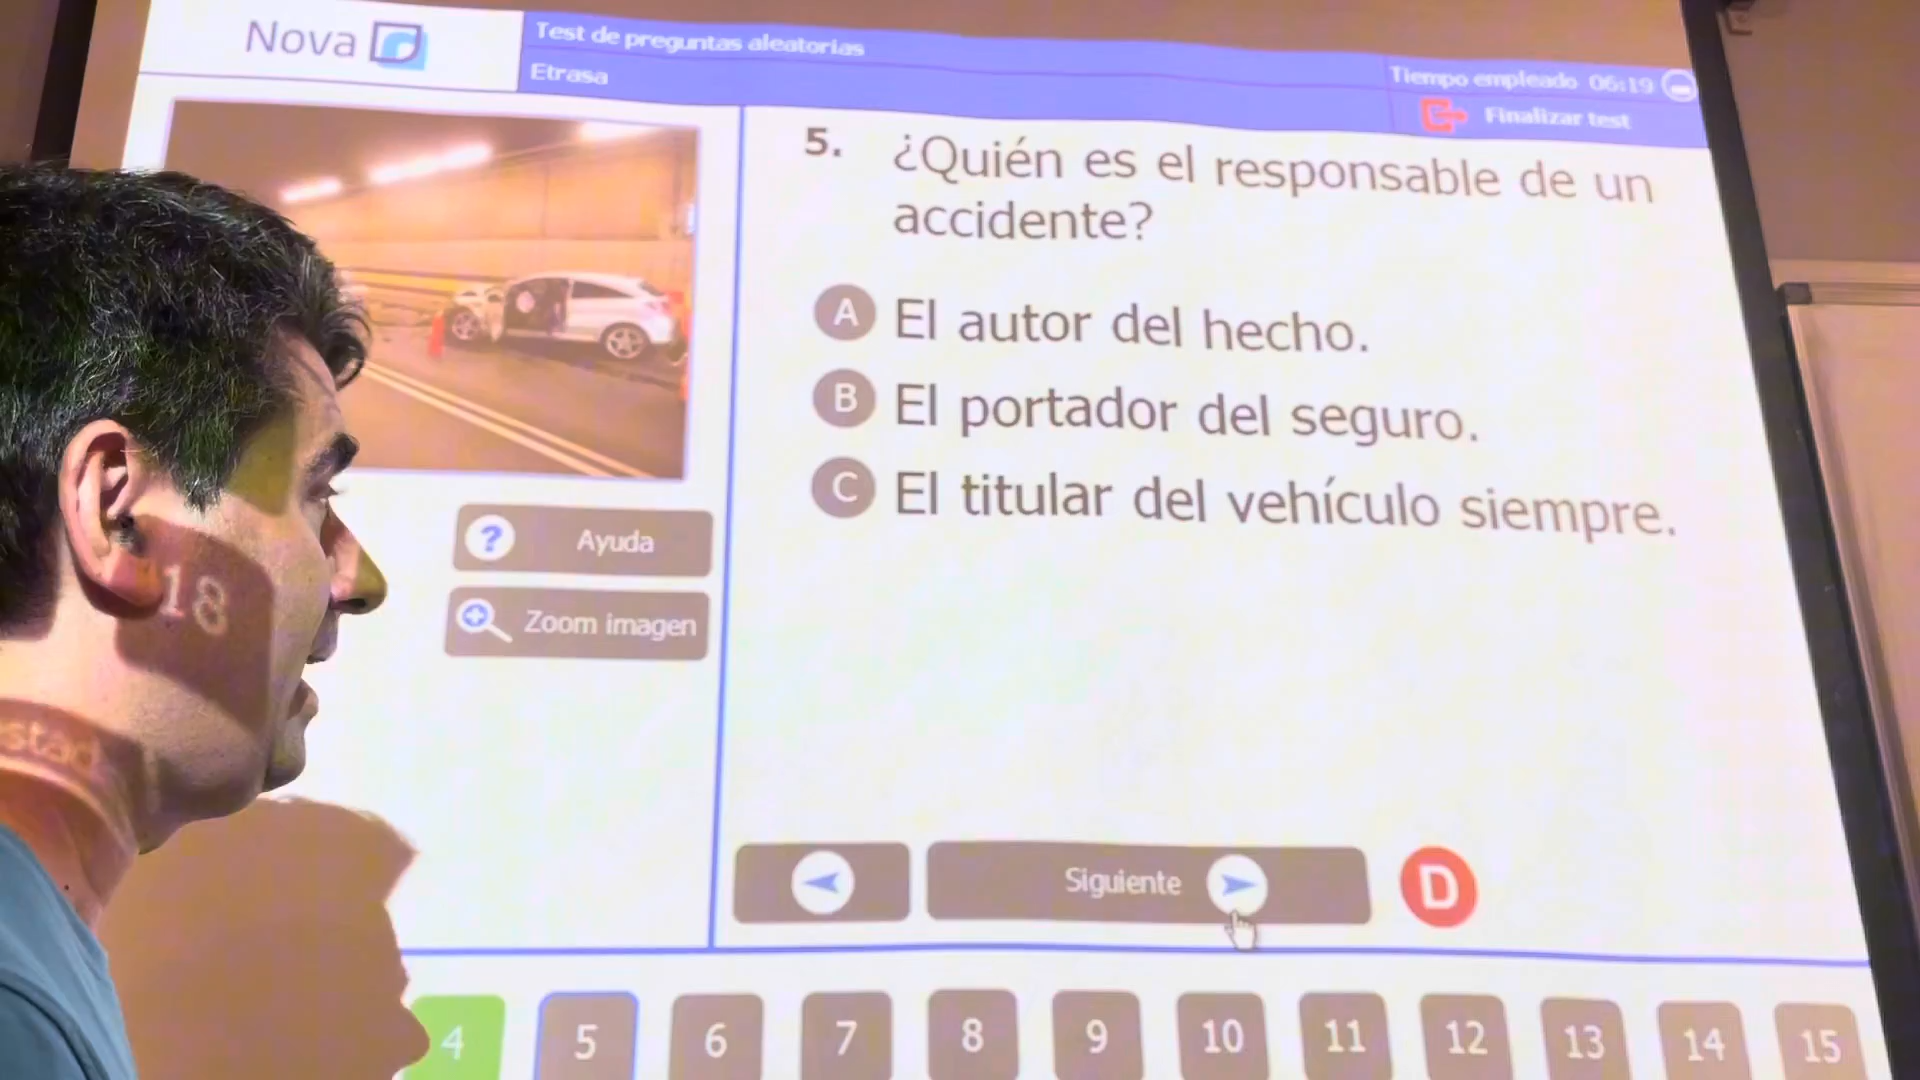 Nova
Test de preguntas aleatorias
Etrasa
Tiempo empleado 06:19
Finalizar test
5. ¿Quién es el responsable de un
accidente?
A El autor del hecho.
B El portador del seguro.
C El titular del vehículo siempre.
? Ayuda
Zoom imagen
18
stad
Siguiente
D
4 5 6 7 8 9 10 11 12 13 14 15